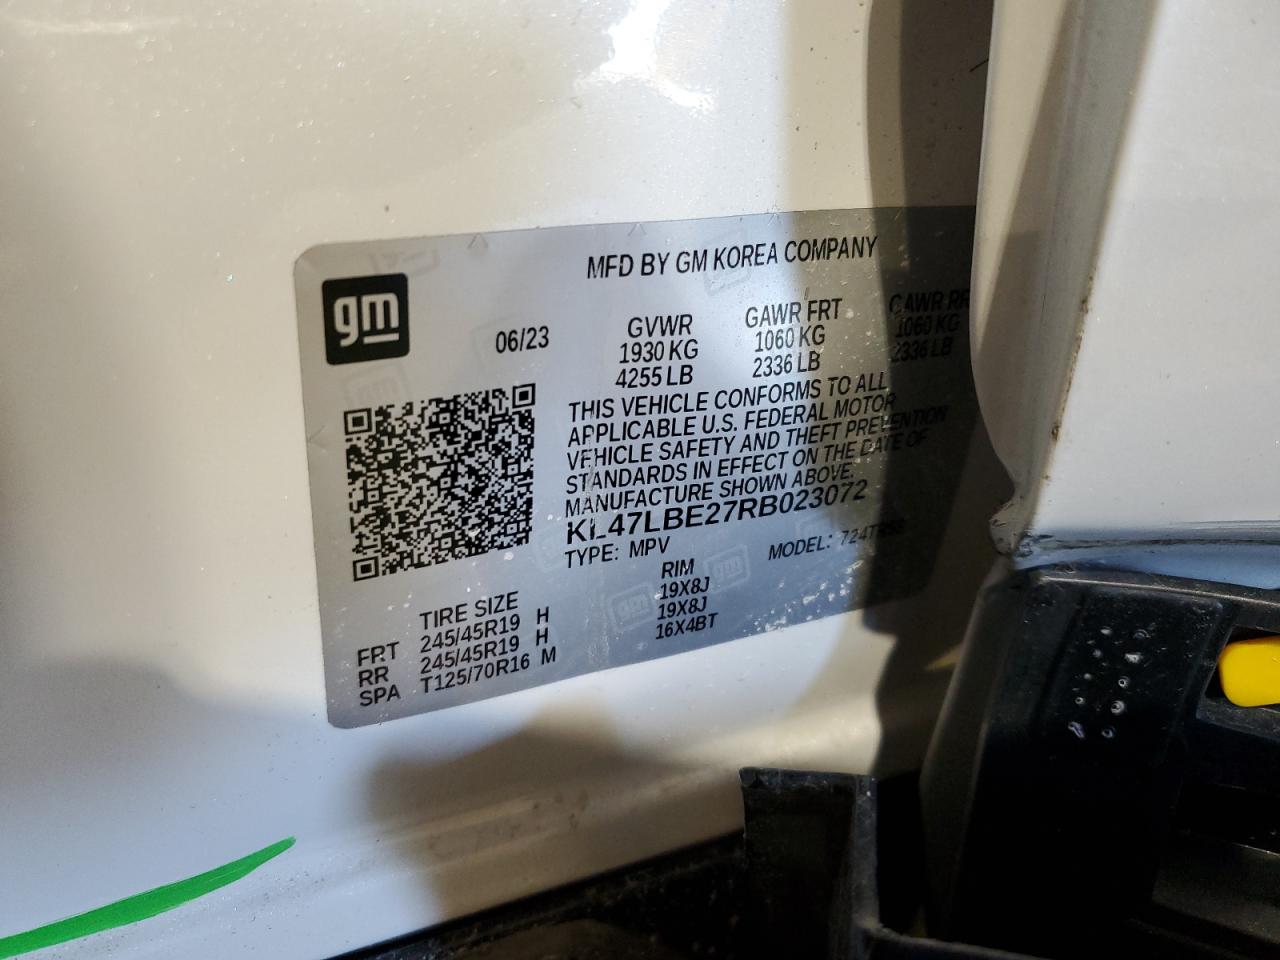 MFD BY GM KOREA COMPANY
gm
06/23
GVWR GAWR FRT GAWR RR
1930 KG 1060 KG 1060 KG
4255 LB 2336 LB 2336 LB
THIS VEHICLE CONFORMS TO ALL
APPLICABLE U.S. FEDERAL MOTOR
VEHICLE SAFETY AND THEFT PREVENTION
STANDARDS IN EFFECT ON THE DATE OF
MANUFACTURE SHOWN ABOVE.
KL47LBE27RB023072
TYPE: MPV MODEL:
TIRE SIZE RIM
FRT 245/45R19 H 19X8J
RR 245/45R19 H 19X8J
SPA T125/70R16 M 16X4BT